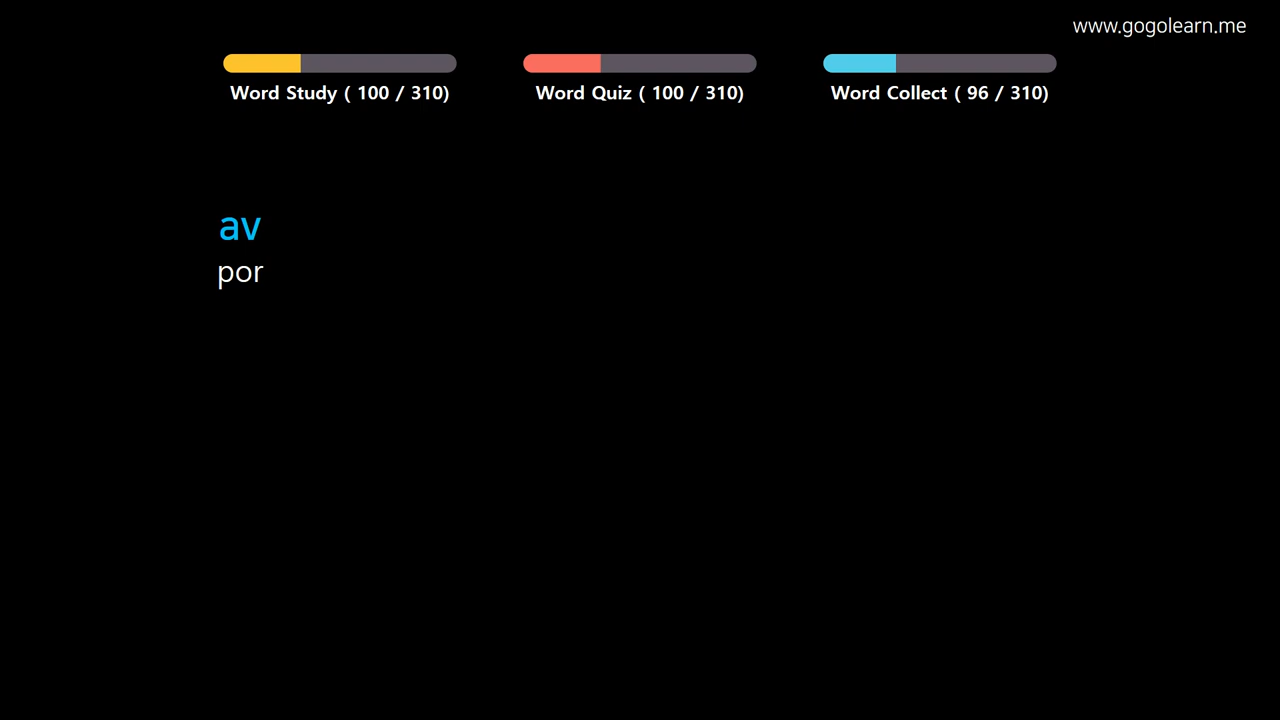 www.gogolearn.me
Word Study ( 100 / 310)
Word Quiz ( 100 / 310)
Word Collect ( 96 / 310)
av
por